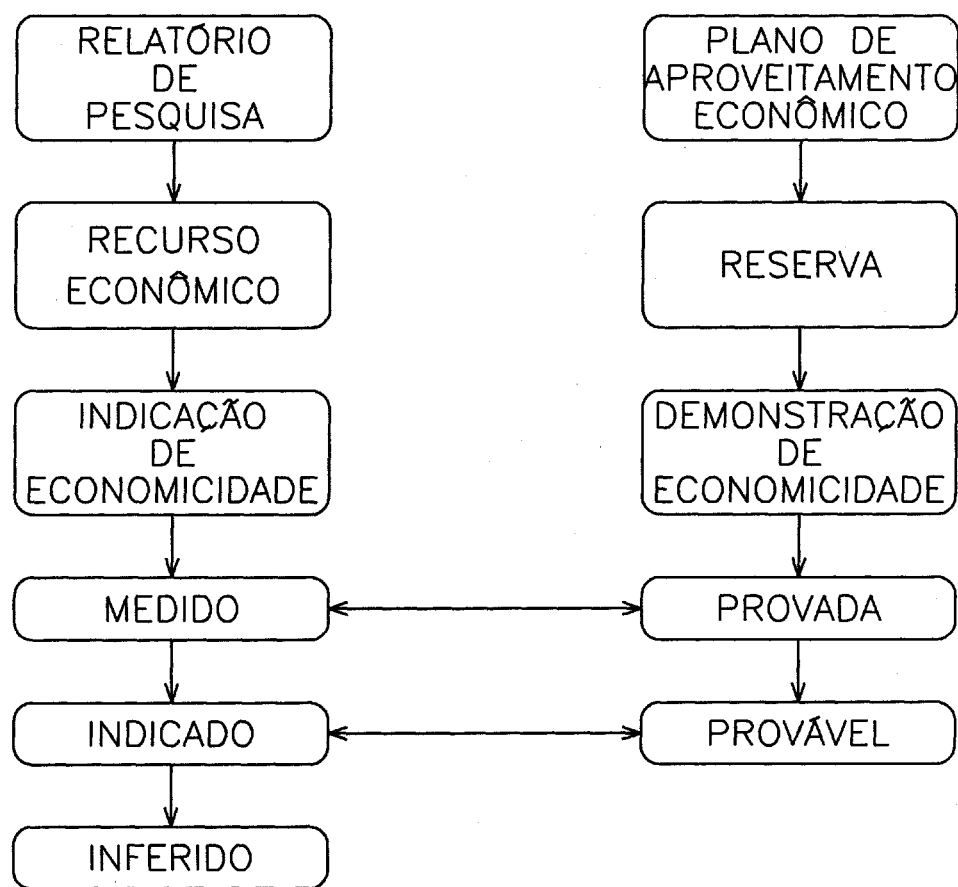 RELATÓRIO
DE
PESQUISA
RECURSO
ECONÔMICO
INDICAÇÃO
DE
ECONOMICIDADE
MEDIDO
INDICADO
INFERIDO
PLANO DE
APROVEITAMENTO
ECONÔMICO
RESERVA
DEMONSTRAÇÃO
DE
ECONOMICIDADE
PROVADA
PROVÁVEL